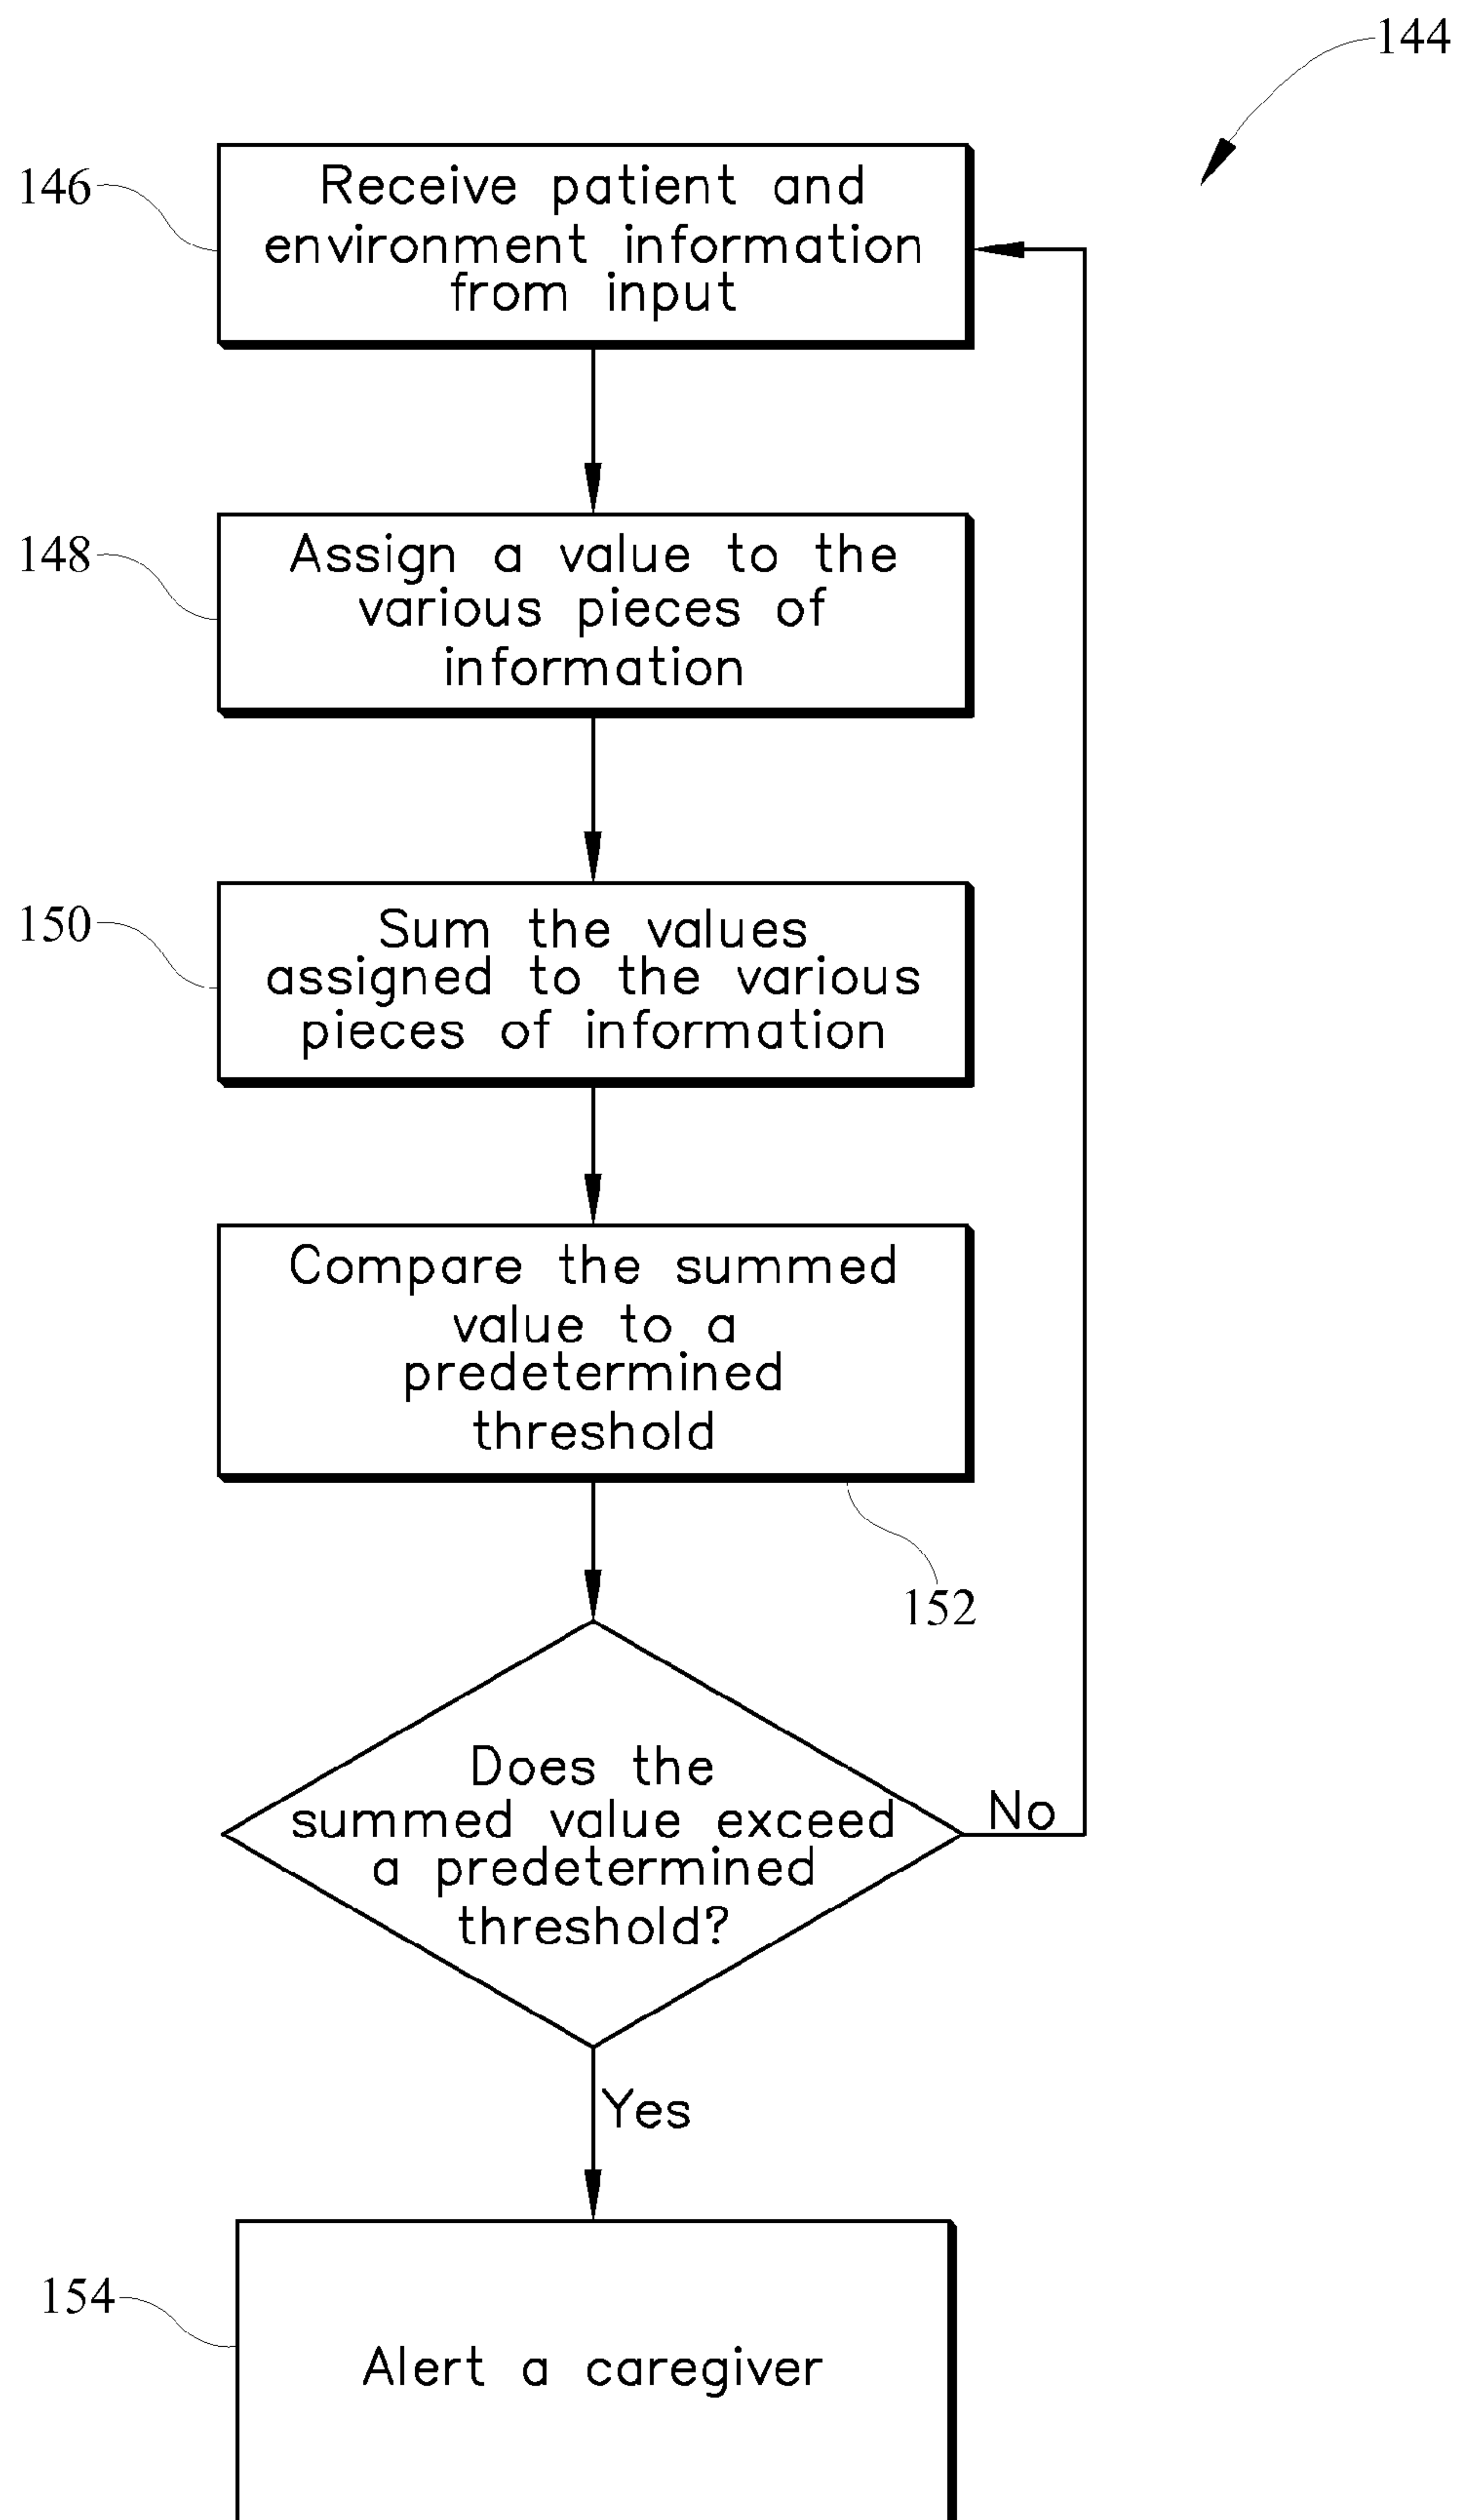 144
146
Receive patient and
environment information
from input
148
Assign a value to the
various pieces of
information
150
Sum the values
assigned to the various
pieces of information
Compare the summed
value to a
predetermined
threshold
152
Does the
summed value exceed
a predetermined
threshold?
No
Yes
154
Alert a caregiver